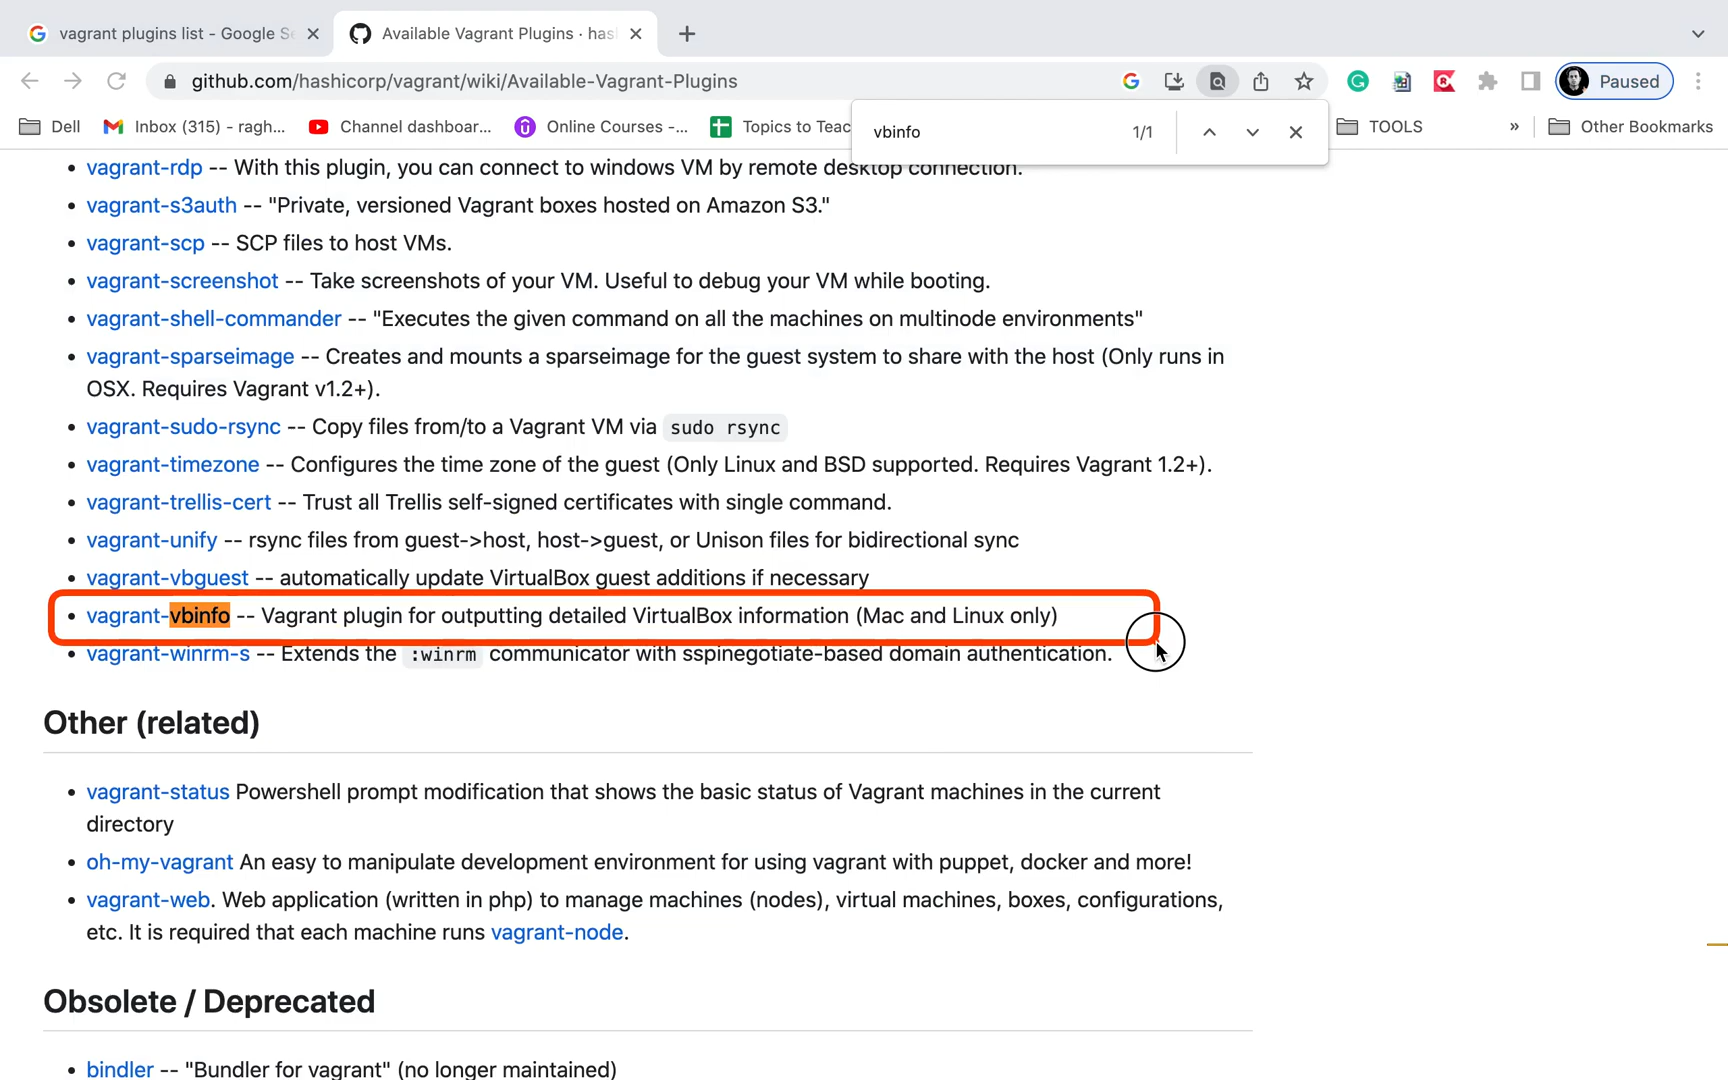 vagrant plugins list - Google Se
Available Vagrant Plugins · has
github.com/hashicorp/vagrant/wiki/Available-Vagrant-Plugins
Paused
Dell
Inbox (315) - ragh...
Channel dashboar...
Online Courses -...
Topics to Teac
TOOLS
»
Other Bookmarks
vbinfo
1/1
• vagrant-rdp -- With this plugin, you can connect to windows VM by remote desktop connection.
• vagrant-s3auth -- "Private, versioned Vagrant boxes hosted on Amazon S3."
• vagrant-scp -- SCP files to host VMs.
• vagrant-screenshot -- Take screenshots of your VM. Useful to debug your VM while booting.
• vagrant-shell-commander -- "Executes the given command on all the machines on multinode environments"
• vagrant-sparseimage -- Creates and mounts a sparseimage for the guest system to share with the host (Only runs in
OSX. Requires Vagrant v1.2+).
• vagrant-sudo-rsync -- Copy files from/to a Vagrant VM via sudo rsync
• vagrant-timezone -- Configures the time zone of the guest (Only Linux and BSD supported. Requires Vagrant 1.2+).
• vagrant-trellis-cert -- Trust all Trellis self-signed certificates with single command.
• vagrant-unify -- rsync files from guest->host, host->guest, or Unison files for bidirectional sync
• vagrant-vbguest -- automatically update VirtualBox guest additions if necessary
• vagrant-vbinfo -- Vagrant plugin for outputting detailed VirtualBox information (Mac and Linux only)
• vagrant-winrm-s -- Extends the :winrm communicator with sspinegotiate-based domain authentication.
Other (related)
• vagrant-status Powershell prompt modification that shows the basic status of Vagrant machines in the current
directory
• oh-my-vagrant An easy to manipulate development environment for using vagrant with puppet, docker and more!
• vagrant-web. Web application (written in php) to manage machines (nodes), virtual machines, boxes, configurations,
etc. It is required that each machine runs vagrant-node.
Obsolete / Deprecated
• bindler -- "Bundler for vagrant" (no longer maintained)